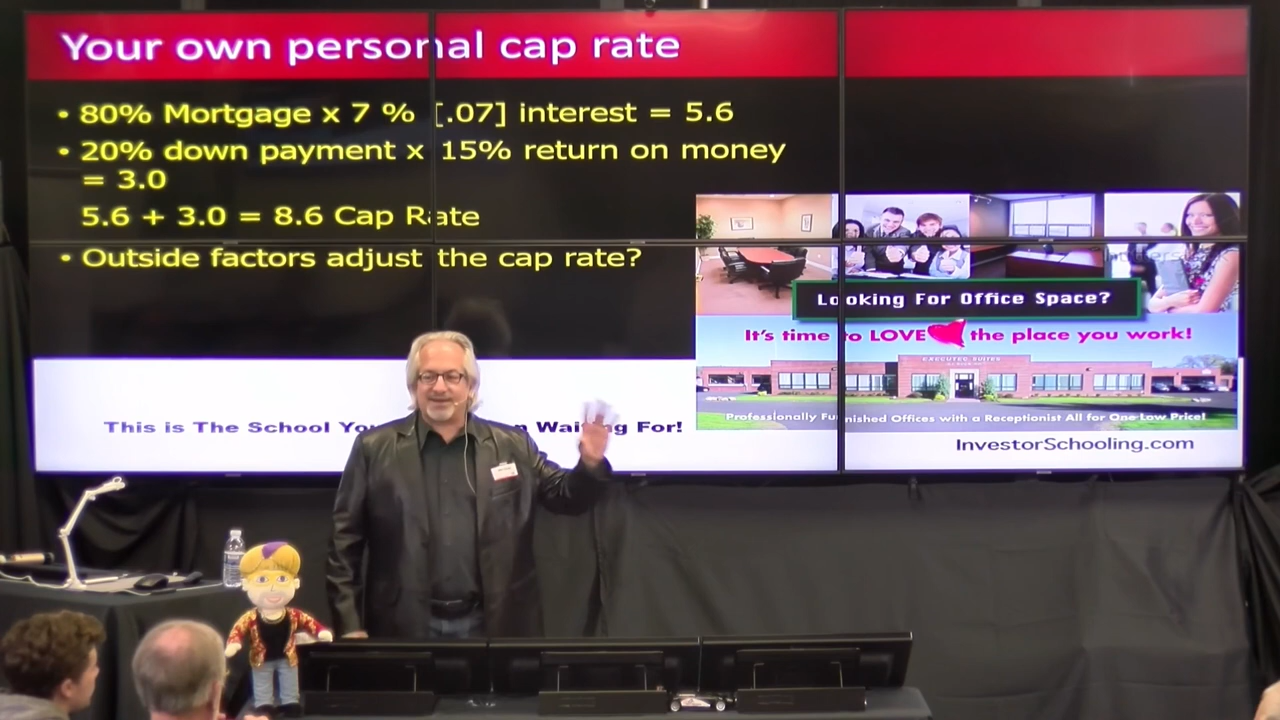 Your own personal cap rate
• 80% Mortgage x 7 % [.07] interest = 5.6
• 20% down payment x 15% return on money
= 3.0
5.6 + 3.0 = 8.6 Cap Rate
• Outside factors adjust the cap rate?
Looking For Office Space?
It's time to LOVE the place you work!
EXECUTEC SUITES
Professionally Furnished Offices with a Receptionist All for One Low Price!
This is The School You n Waiting For!
InvestorSchooling.com